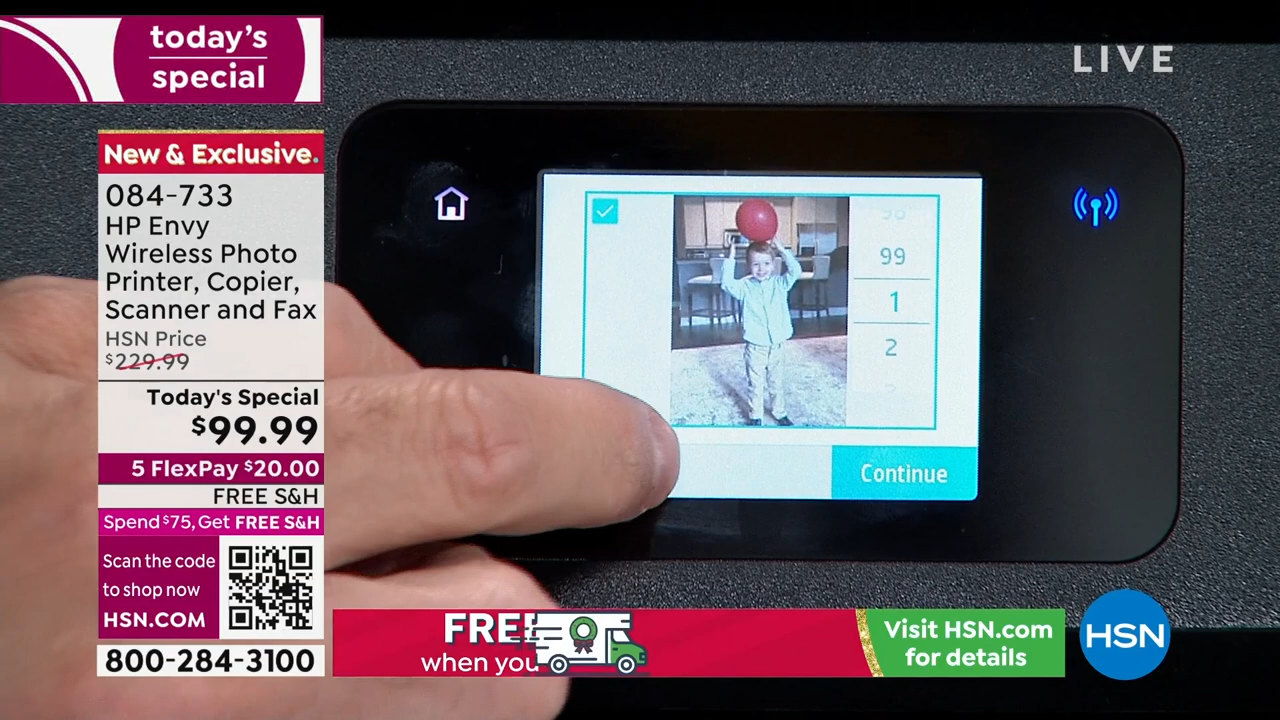 today's
special
LIVE
New & Exclusive.
084-733
HP Envy
Wireless Photo
Printer, Copier,
Scanner and Fax
HSN Price
$229.99
Today's Special
$99.99
5 FlexPay $20.00
FREE S&H
Spend $75, Get FREE S&H
Scan the code
to shop now
HSN.COM
800-284-3100
99
1
2
Continue
when you
Visit HSN.com
for details
HSN